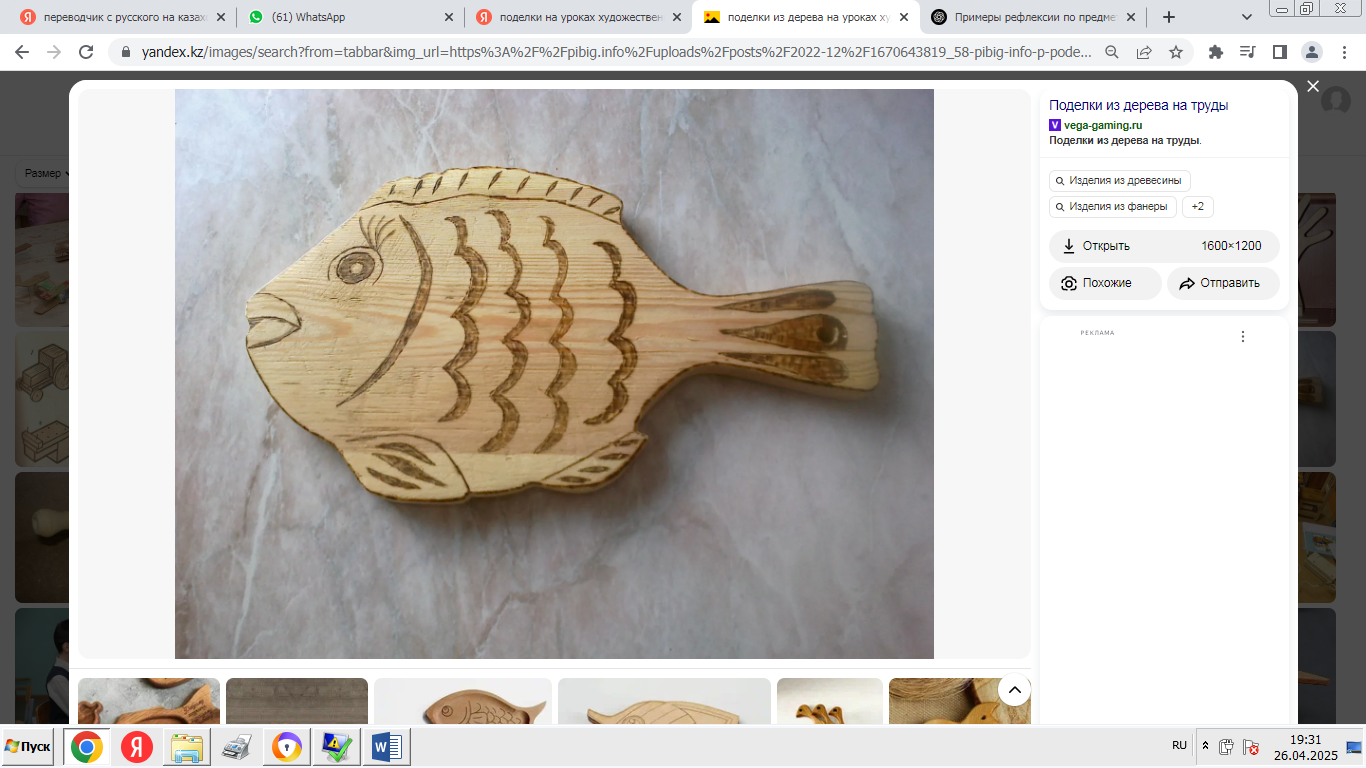 переводчик с русского на казахс
(61) WhatsApp
поделки на уроках художествен
поделки из дерева на уроках ху
Примеры рефлексии по предме
yandex.kz/images/search?from=tabbar&img_url=https%3A%2F%2Fpibig.info%2Fuploads%2Fposts%2F2022-12%2F1670643819_58-pibig-info-p-pode...
Размер
Поделки из дерева на труды
vega-gaming.ru
Поделки из дерева на труды.
Изделия из древесины
Изделия из фанеры
+2
Открыть 1600×1200
Похожие
Отправить
РЕКЛАМА
Пуск
RU
19:31
26.04.2025